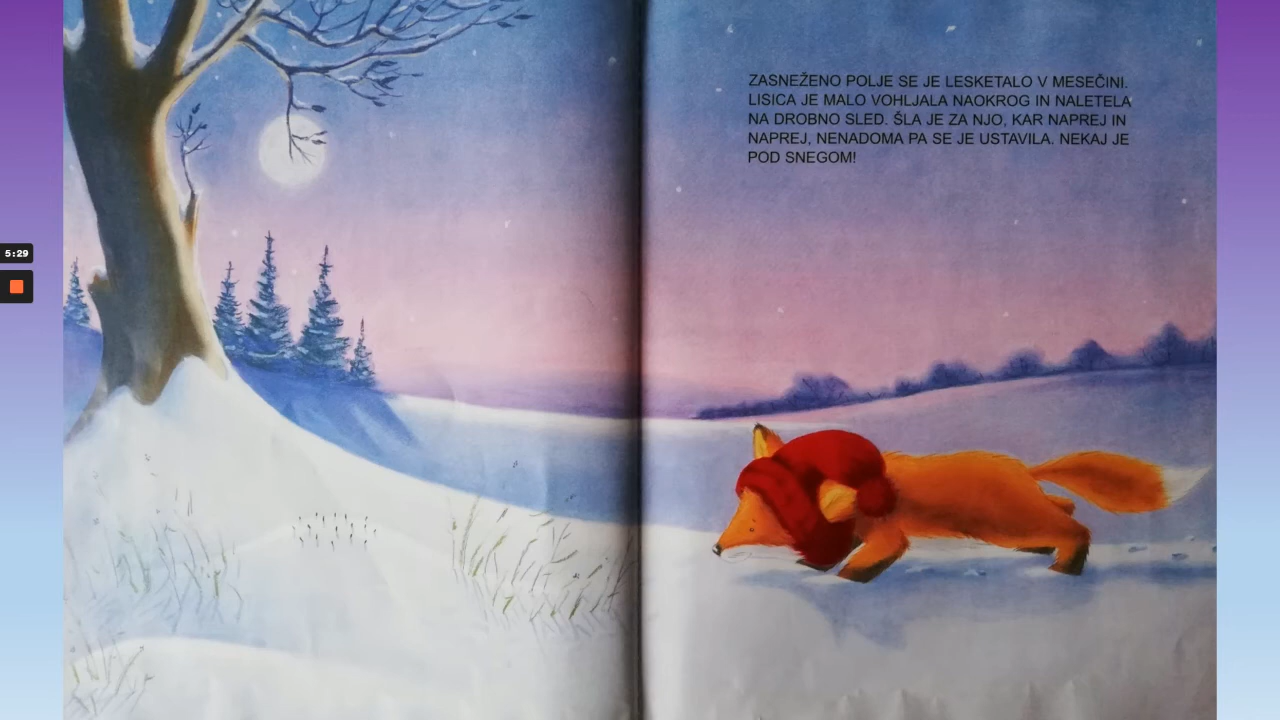 5:29
ZASNEŽENO POLJE SE JE LESKETALO V MESEČINI.
LISICA JE MALO VOHLJALA NAOKROG IN NALETELA
NA DROBNO SLED. ŠLA JE ZA NJO, KAR NAPREJ IN
NAPREJ, NENADOMA PA SE JE USTAVILA. NEKAJ JE
POD SNEGOM!